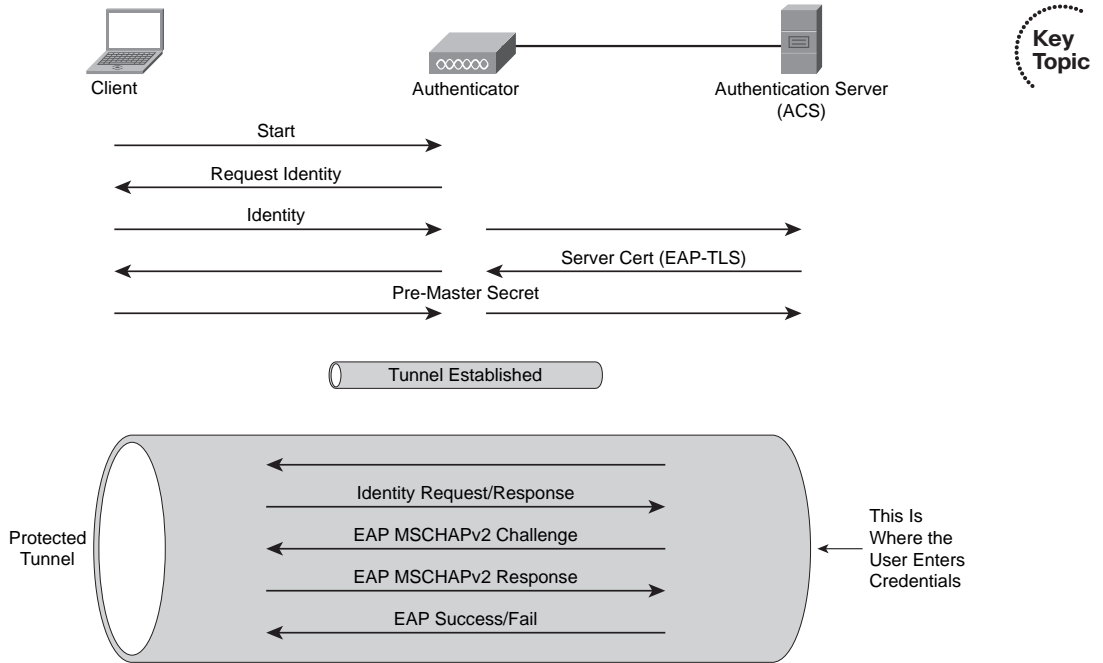 Key
Topic
Client
Authenticator
Authentication Server
(ACS)
Start
Request Identity
Identity
Server Cert (EAP-TLS)
Pre-Master Secret
Tunnel Established
Protected
Tunnel
Identity Request/Response
EAP MSCHAPv2 Challenge
EAP MSCHAPv2 Response
EAP Success/Fail
This Is
Where the
User Enters
Credentials